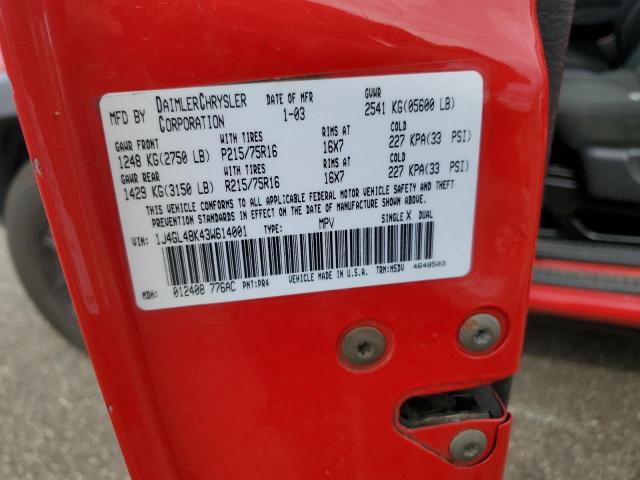 MFD BY DAIMLERCHRYSLER CORPORATION DATE OF MFR 1-03 GVWR 2541 KG(05600 LB)
GAWR FRONT WITH TIRES RIMS AT COLD
1248 KG(2750 LB) P215/75R16 16X7 227 KPA(33 PSI)
GAWR REAR WITH TIRES RIMS AT COLD
1429 KG(3150 LB) R215/75R16 16X7 227 KPA(33 PSI)
THIS VEHICLE CONFORMS TO ALL APPLICABLE FEDERAL MOTOR VEHICLE SAFETY AND THEFT
PREVENTION STANDARDS IN EFFECT ON THE DATE OF MANUFACTURE SHOWN ABOVE.
VIN: 1J4GL48K43W614001 TYPE: MPV SINGLE X DUAL
MDH: 012408 776AC PNT:PR4 VEHICLE MADE IN U.S.A. TRM:MSDV 4648503